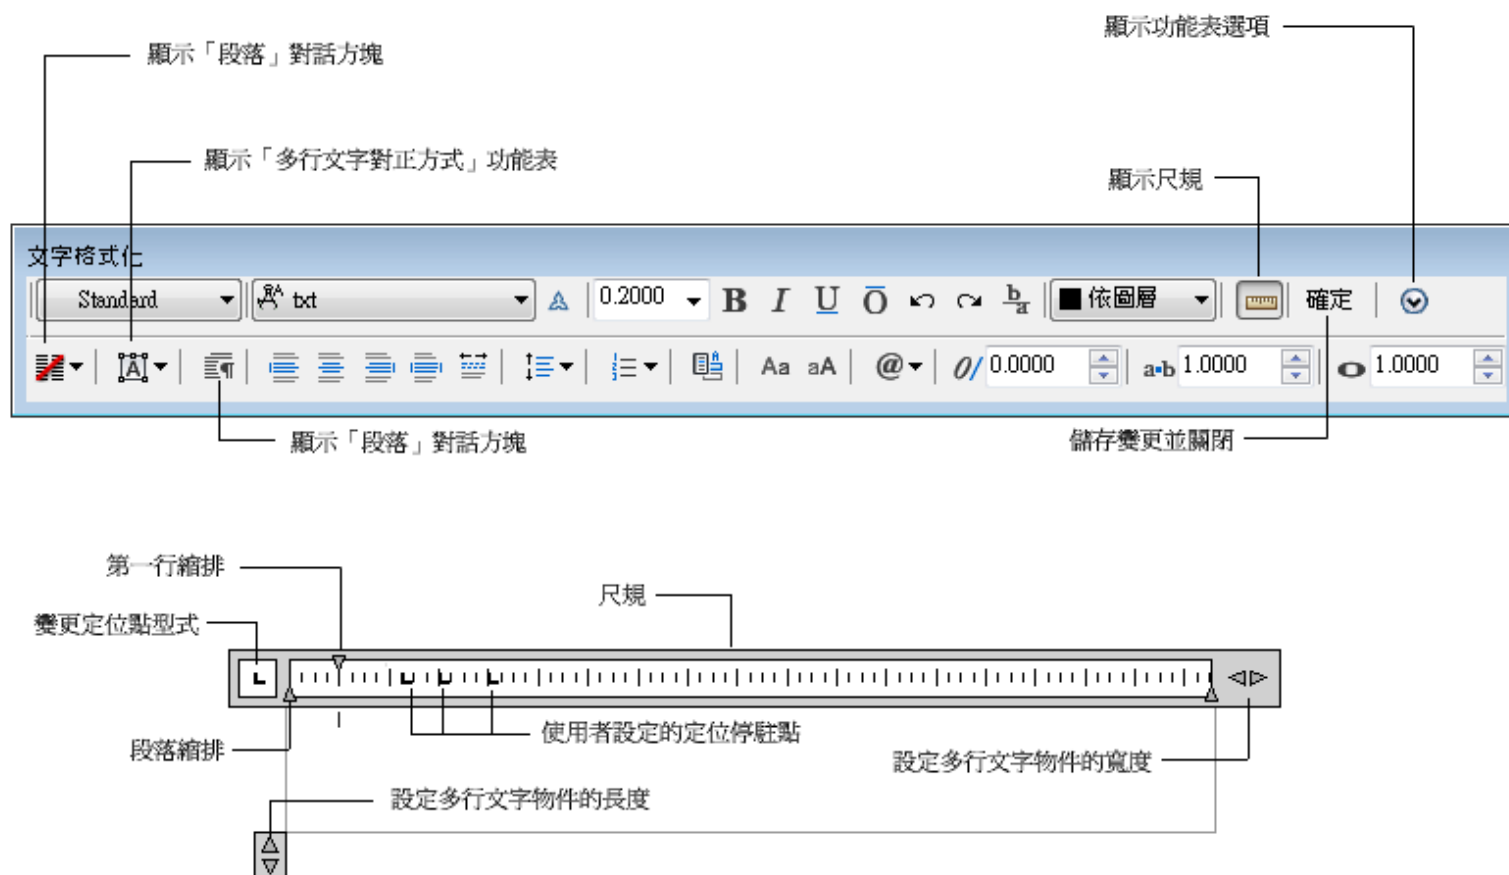 顯示功能表選項
顯示「段落」對話方塊
顯示「多行文字對正方式」功能表
顯示尺規
文字格式化
Standard txt 0.2000 B I U O b/a 依圖層 確定
A Aa aA @ 0/ 0.0000 a•b 1.0000 o 1.0000
顯示「段落」對話方塊
儲存變更並關閉
第一行縮排
尺規
變更定位點型式
使用者設定的定位停駐點
段落縮排
設定多行文字物件的寬度
設定多行文字物件的長度